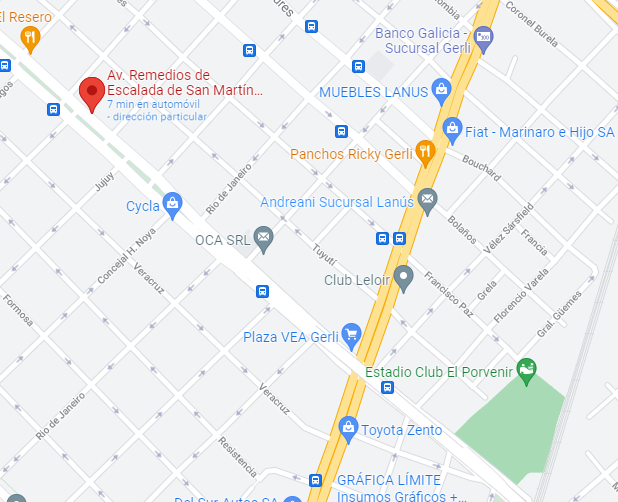 El Resero
Av. Remedios de
Escalada de San Martín...
7 min en automóvil
- dirección particular
Coronel Burela
Banco Galicia -
Sucursal Gerli
MUEBLES LANUS
Fiat - Marinaro e Hijo SA
Panchos Ricky Gerli
Bouchard
Jujuy
Rio de Janeiro
Cycla
Andreani Sucursal Lanús
Bolaños
Vélez Sársfield
Francia
OCA SRL
Concejal H. Noya
Tuyutí
Veracruz
Club Leloir
Francisco Paz
Grela
Florencio Varela
Gral. Güemes
Formosa
Plaza VEA Gerli
Estadio Club El Porvenir
Rio de Janeiro
Veracruz
Toyota Zento
Resistencia
GRÁFICA LÍMITE
Insumos Gráficos +...
Del Sur Autos SA